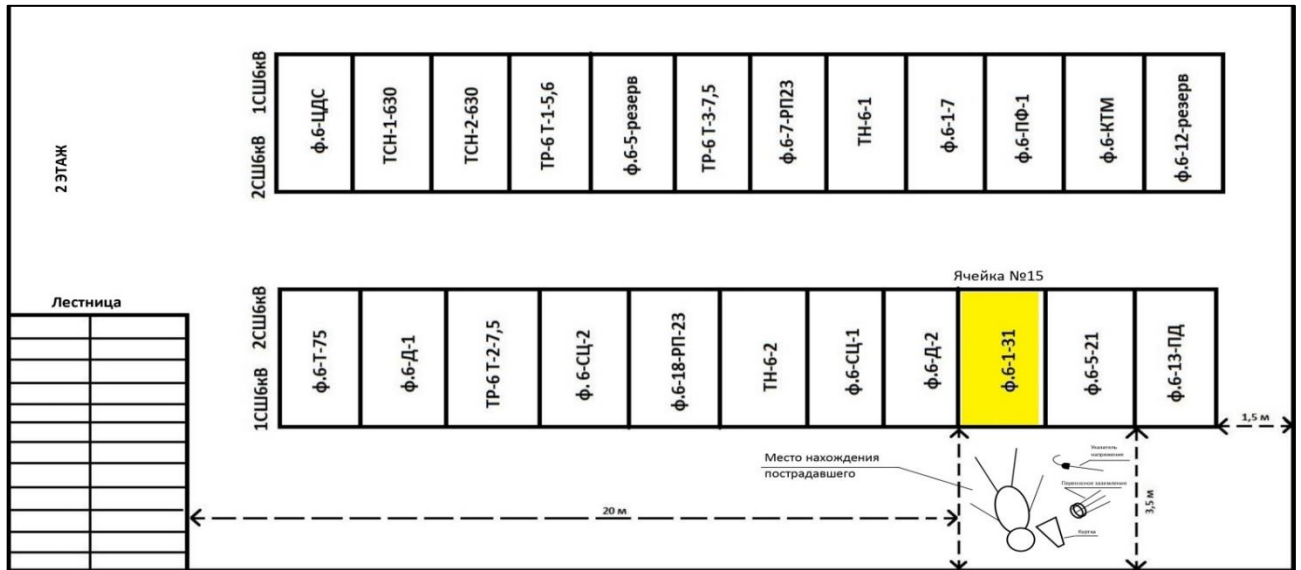 2 ЭТАЖ
1СШ6кВ
2СШ6кВ
ф.6-ЦДС
ТСН-1-630
ТСН-2-630
ТР-6 Т-1-5,6
ф.6-5-резерв
ТР-6 Т-3-7,5
ф.6-7-РП23
ТН-6-1
ф.6-1-7
ф.6-ПФ-1
ф.6-КТМ
ф.6-12-резерв
Ячейка №15
Лестница
2СШ6кВ
1СШ6кВ
ф.6-Т-75
ф.6-Д-1
ТР-6 Т-2-7,5
ф. 6-СЦ-2
ф.6-18-РП-23
ТН-6-2
ф.6-СЦ-1
ф.6-Д-2
ф.6-1-31
ф.6-5-21
ф.6-13-ПД
1,5 м
Место нахождения
пострадавшего
Указатель
напряжения
заземление
3,5 м
20 м
Каска